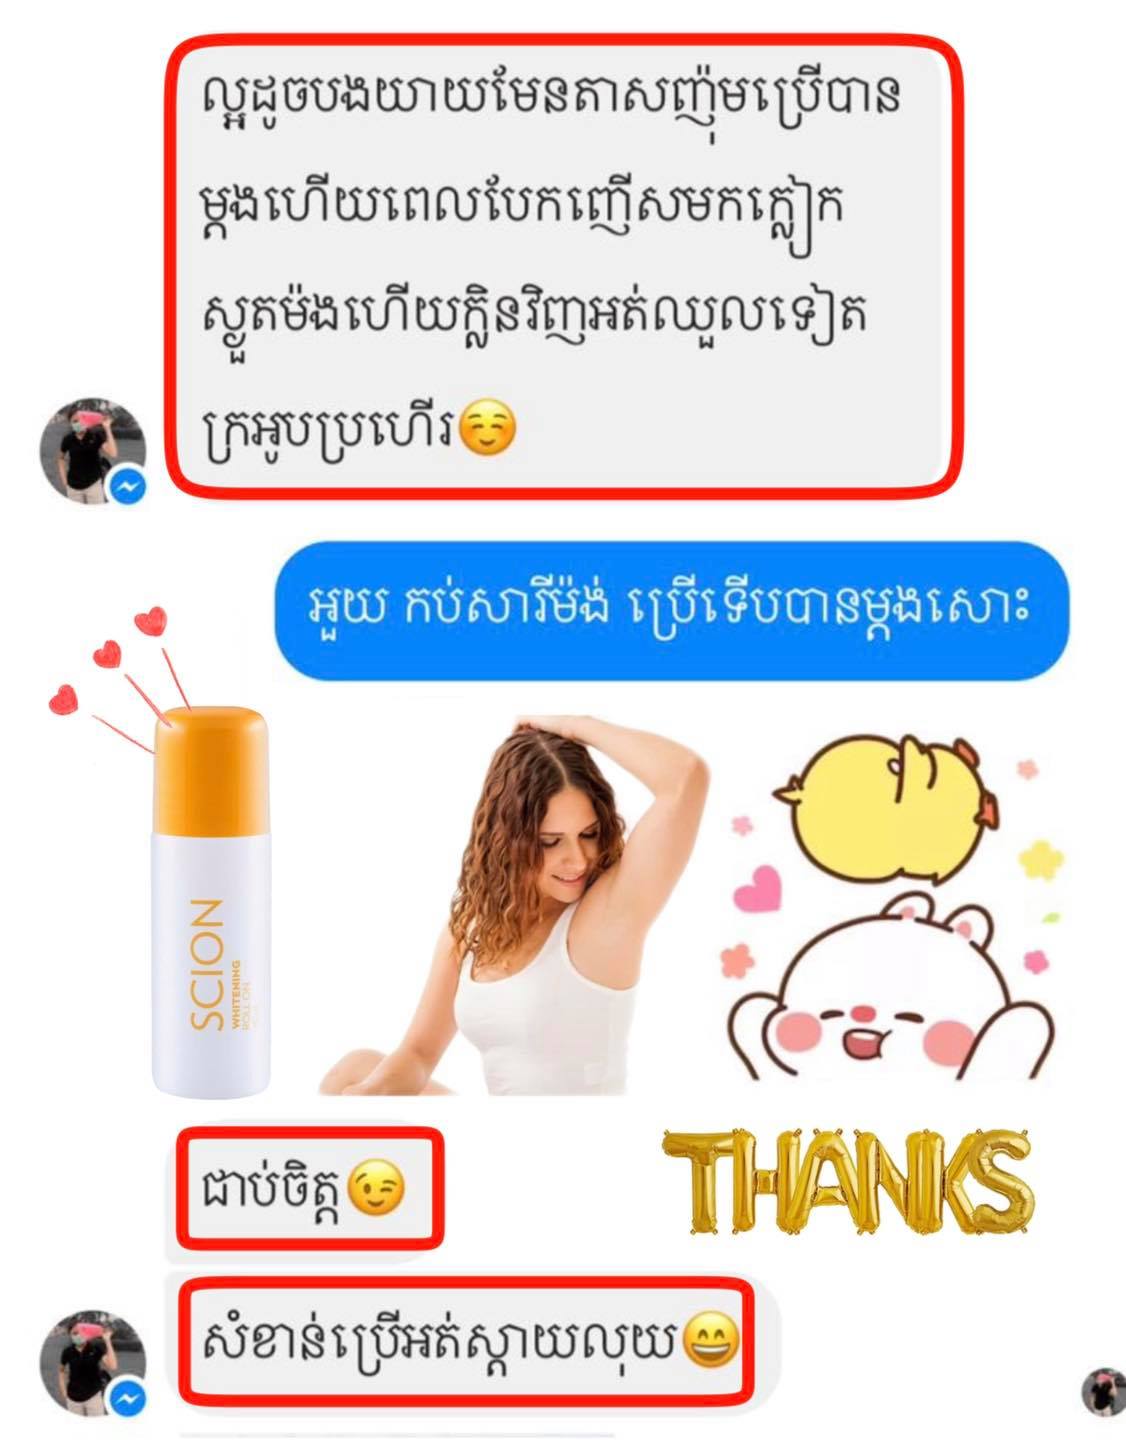 ល្អដូចបងយាយមែនតាសញ៉ុមប្រើបាន
ម្ដងហើយពេលបែកញើសមកក្លៀក
ស្ងួតម៉ងហើយក្លិនវិញអត់ឈួលទៀត
ក្រអូបប្រហើរ☺️
អួយ កប់សារីម៉ង់ ប្រើទើបបានម្ដងសោះ
SCION
WHITENING
ROLL ON
ជាប់ចិត្ត😉
THANKS
សំខាន់ប្រើអត់ស្ដាយលុយ😄